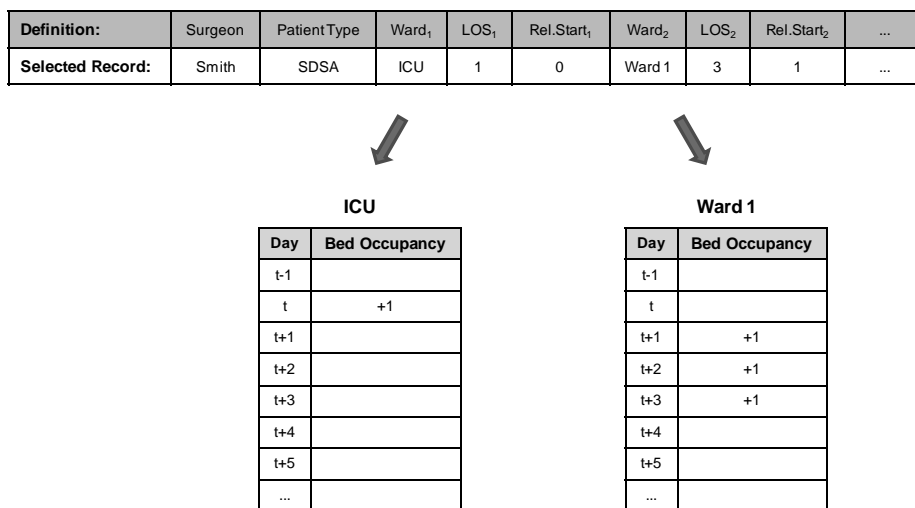 Definition: Surgeon PatientType Ward₁ LOS₁ Rel.Start₁ Ward₂ LOS₂ Rel.Start₂ ...
Selected Record: Smith SDSA ICU 1 0 Ward 1 3 1 ...
ICU Ward 1
Day Bed Occupancy Day Bed Occupancy
t-1 t-1
t +1 t
t+1 t+1 +1
t+2 t+2 +1
t+3 t+3 +1
t+4 t+4
t+5 t+5
... ...